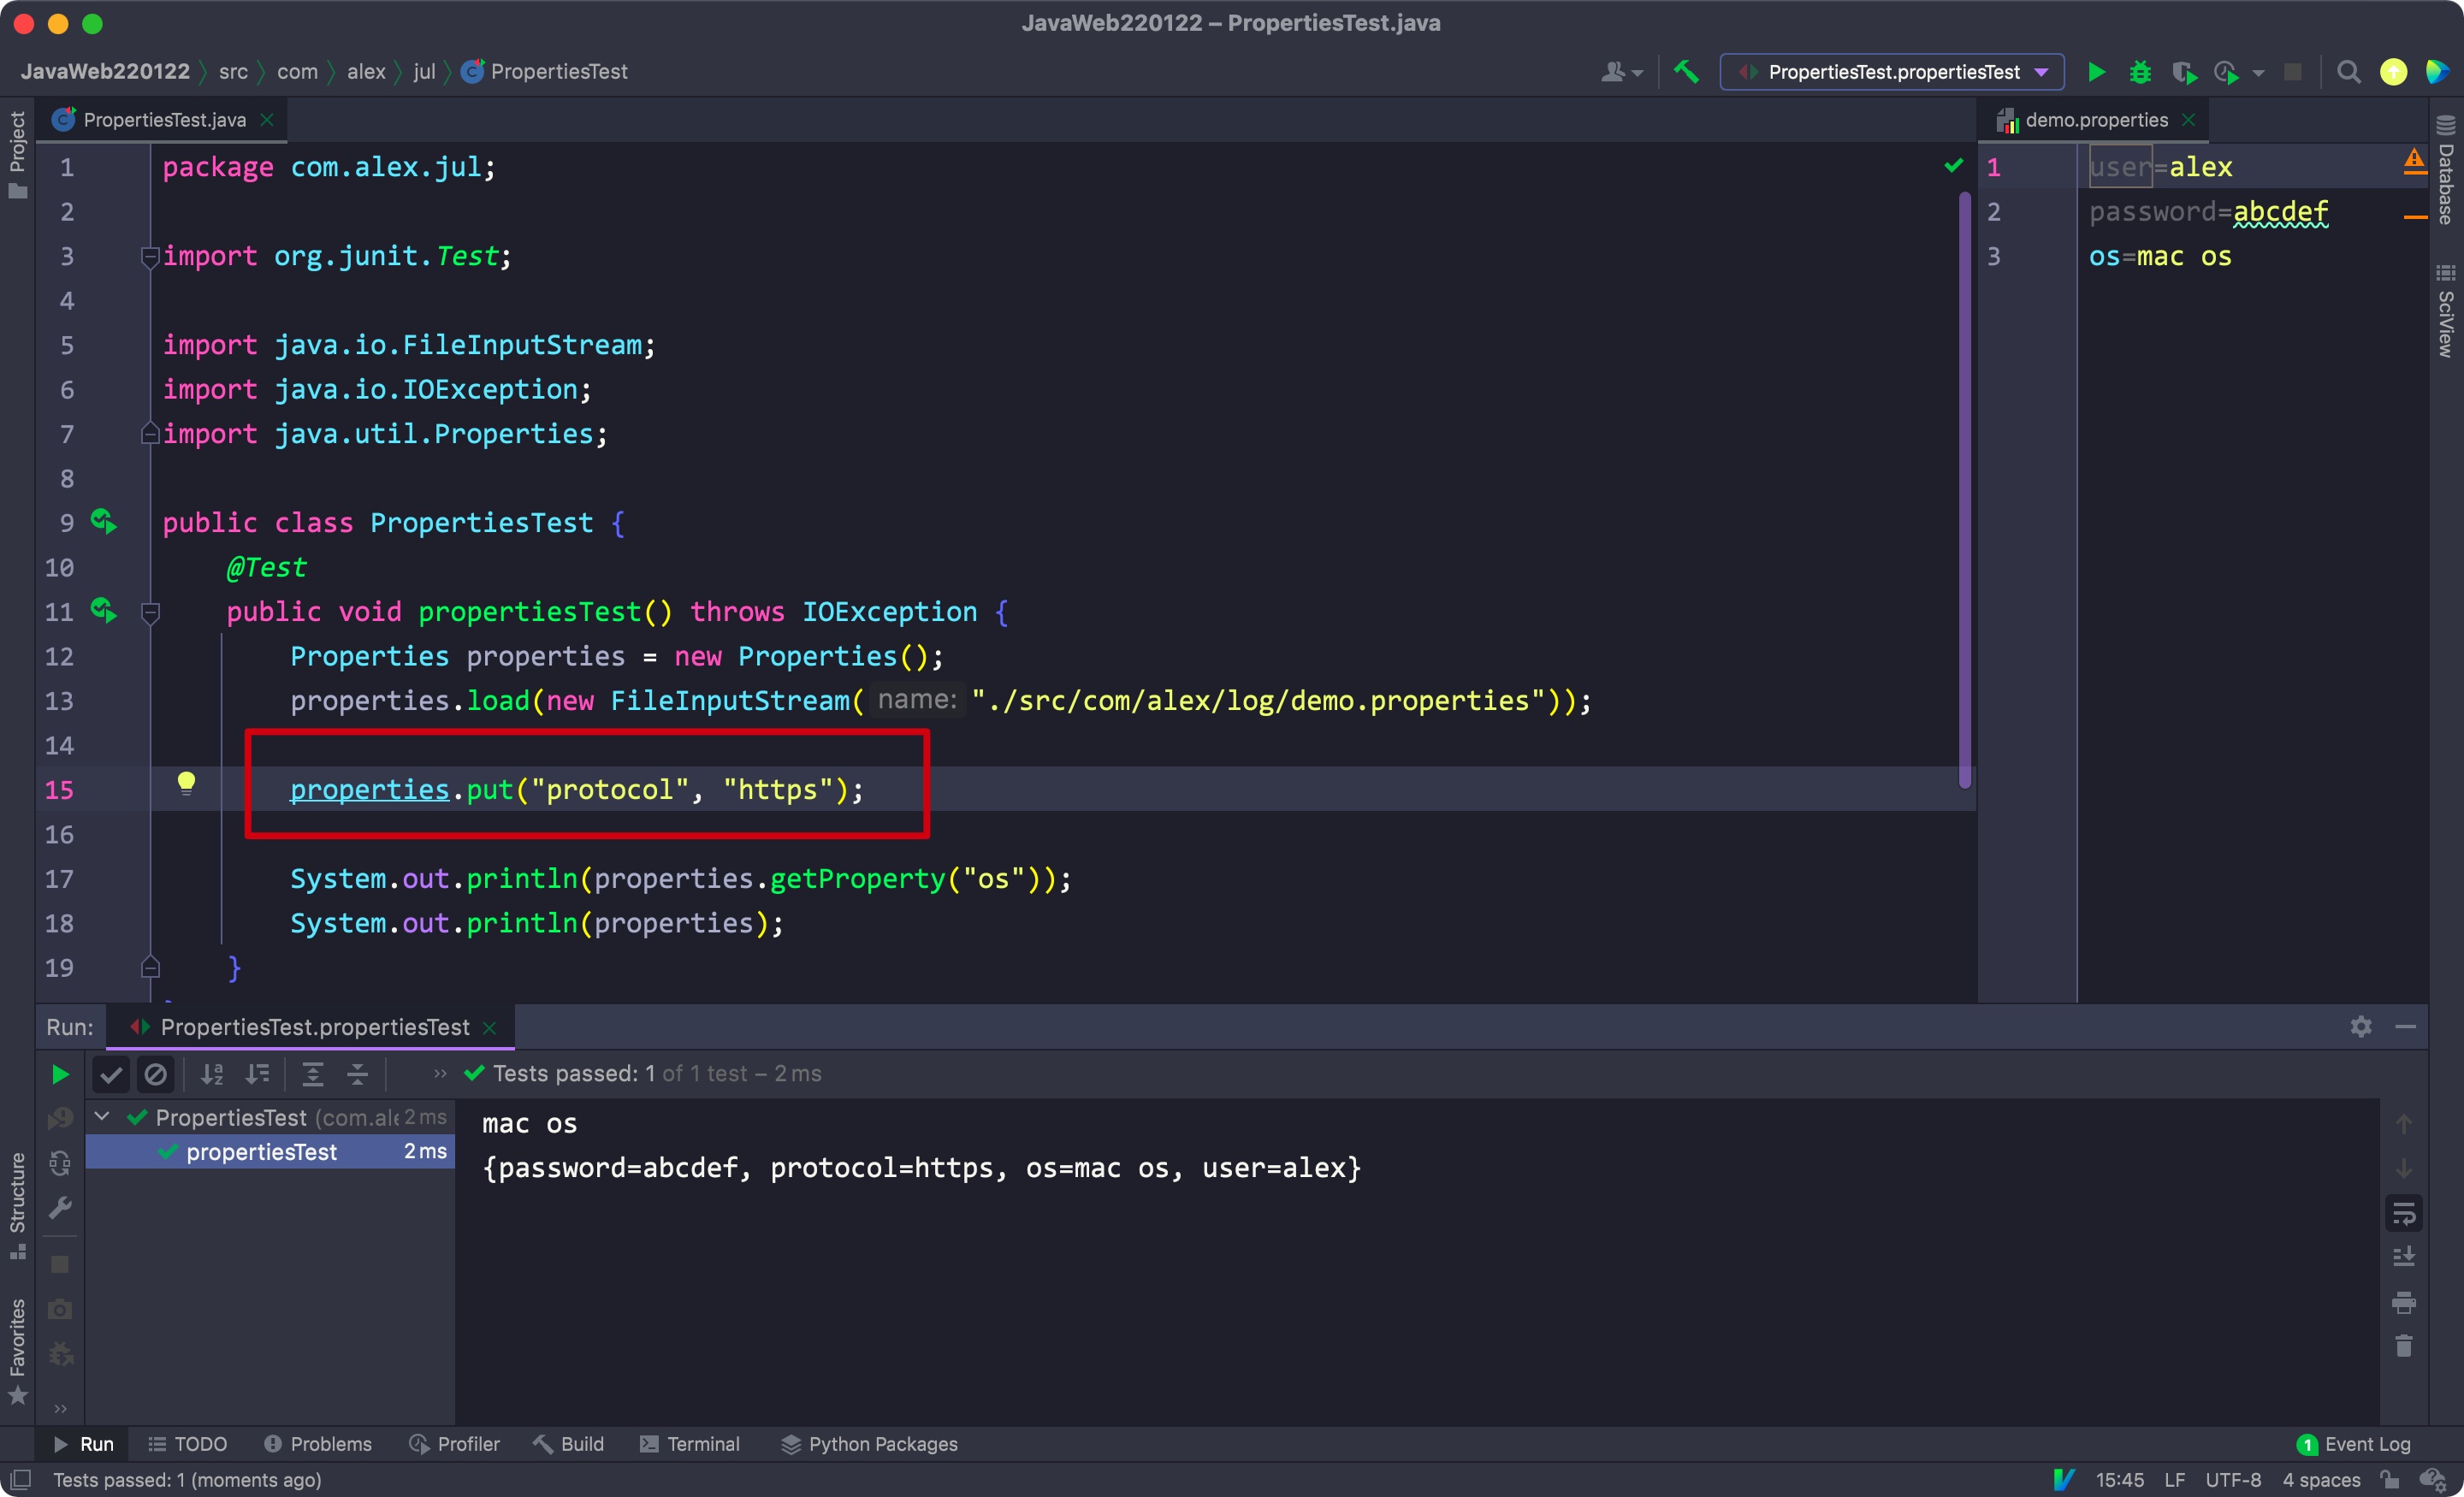 JavaWeb220122 – PropertiesTest.java
JavaWeb220122 src com alex jul PropertiesTest
PropertiesTest.propertiesTest
Project
PropertiesTest.java
demo.properties
1 package com.alex.jul;
2
3 import org.junit.Test;
4
5 import java.io.FileInputStream;
6 import java.io.IOException;
7 import java.util.Properties;
8
9 public class PropertiesTest {
10 @Test
11 public void propertiesTest() throws IOException {
12 Properties properties = new Properties();
13 properties.load(new FileInputStream( name: "./src/com/alex/log/demo.properties"));
14
15 properties.put("protocol", "https");
16
17 System.out.println(properties.getProperty("os"));
18 System.out.println(properties);
19 }
1 user=alex
2 password=abcdef
3 os=mac os
Database
SciView
Run: PropertiesTest.propertiesTest
Tests passed: 1 of 1 test – 2 ms
PropertiesTest (com.ale 2 ms
propertiesTest 2 ms
mac os
{password=abcdef, protocol=https, os=mac os, user=alex}
Structure
Favorites
Run TODO Problems Profiler Build Terminal Python Packages 1 Event Log
Tests passed: 1 (moments ago) 15:45 LF UTF-8 4 spaces